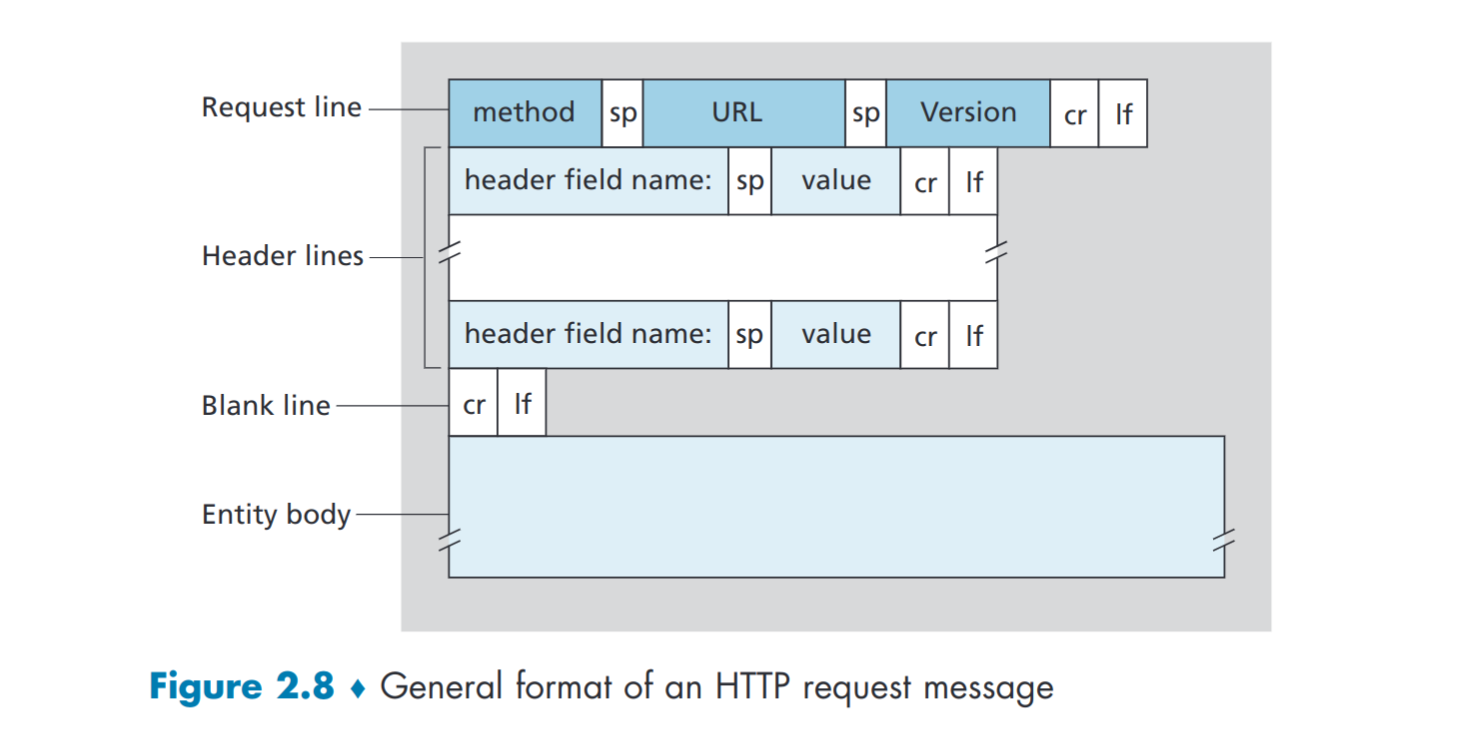 Request line method sp URL sp Version cr lf
header field name: sp value cr lf
Header lines
header field name: sp value cr lf
Blank line cr lf
Entity body
Figure 2.8 ♦ General format of an HTTP request message